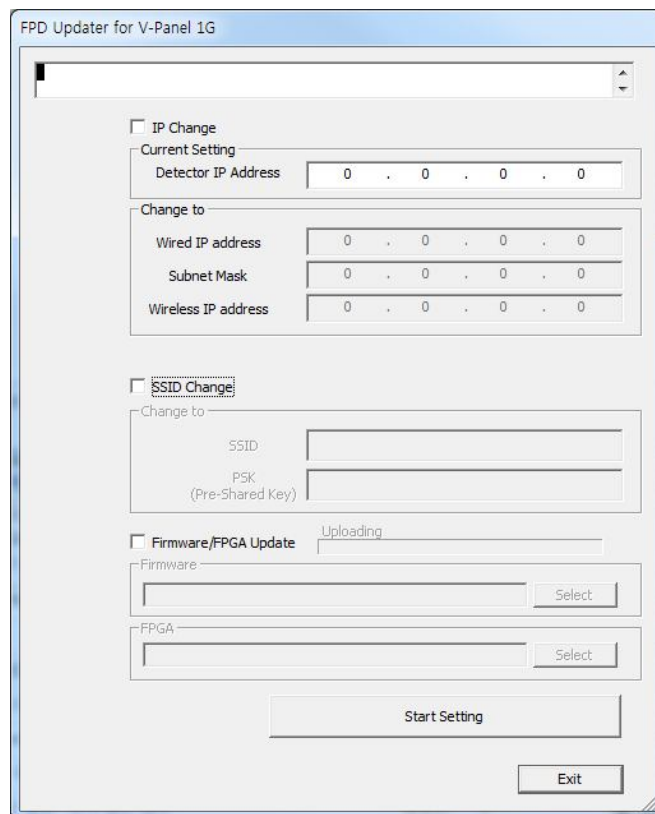 FPD Updater for V-Panel 1G
IP Change
Current Setting
Detector IP Address 0 . 0 . 0 . 0
Change to
Wired IP address 0 . 0 . 0 . 0
Subnet Mask 0 . 0 . 0 . 0
Wireless IP address 0 . 0 . 0 . 0
SSID Change
Change to
SSID
PSK
(Pre-Shared Key)
Firmware/FPGA Update Uploading
Firmware
Select
FPGA
Select
Start Setting
Exit